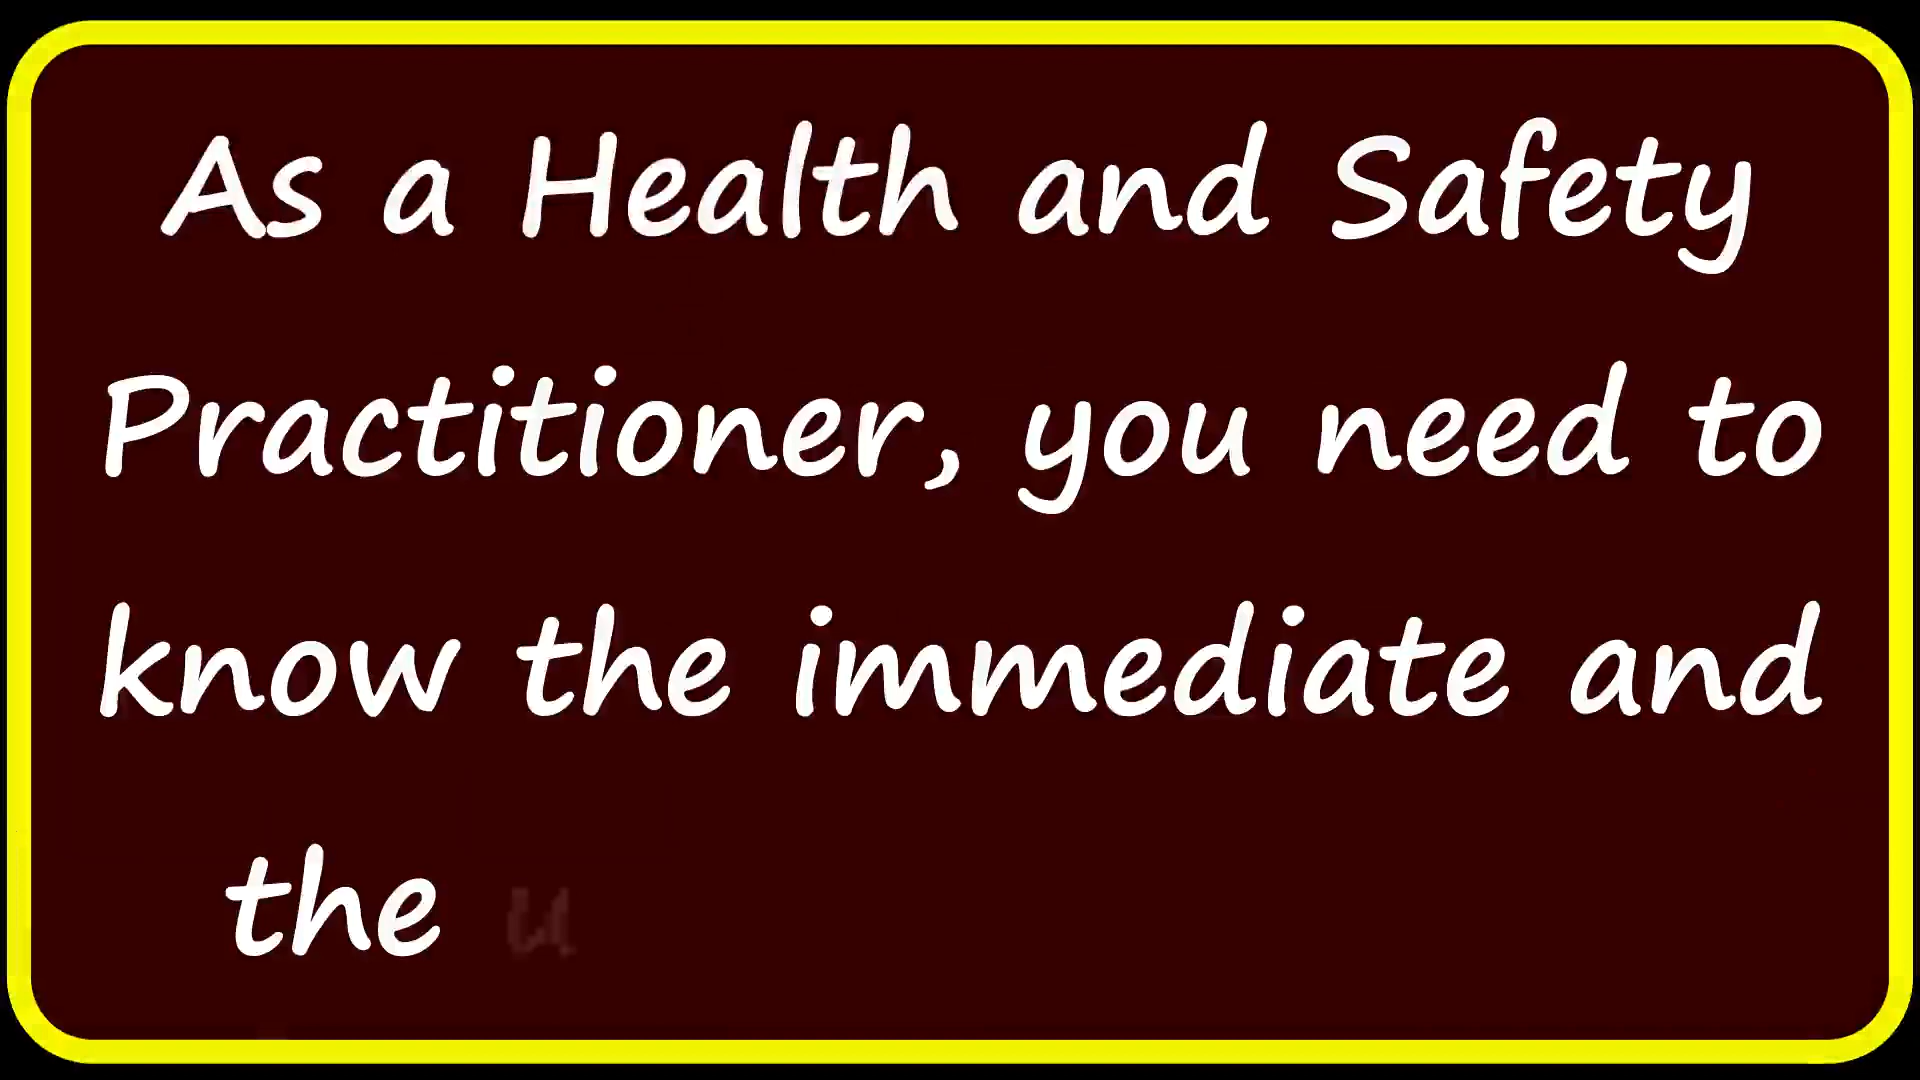 As a Health and Safety
Practitioner, you need to
know the immediate and
the u